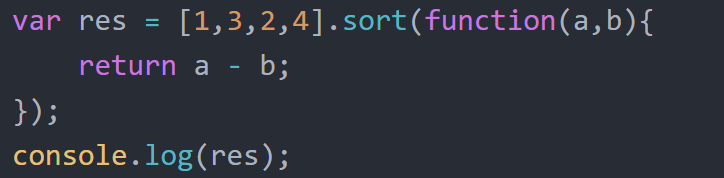 var res = [1,3,2,4].sort(function(a,b){
    return a - b;
});
console.log(res);